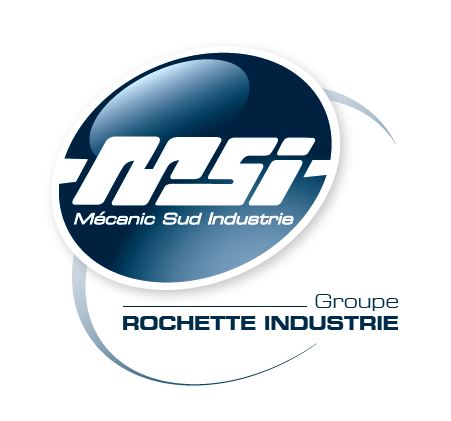 MSi
Mécanic Sud Industrie
Groupe
ROCHETTE INDUSTRIE